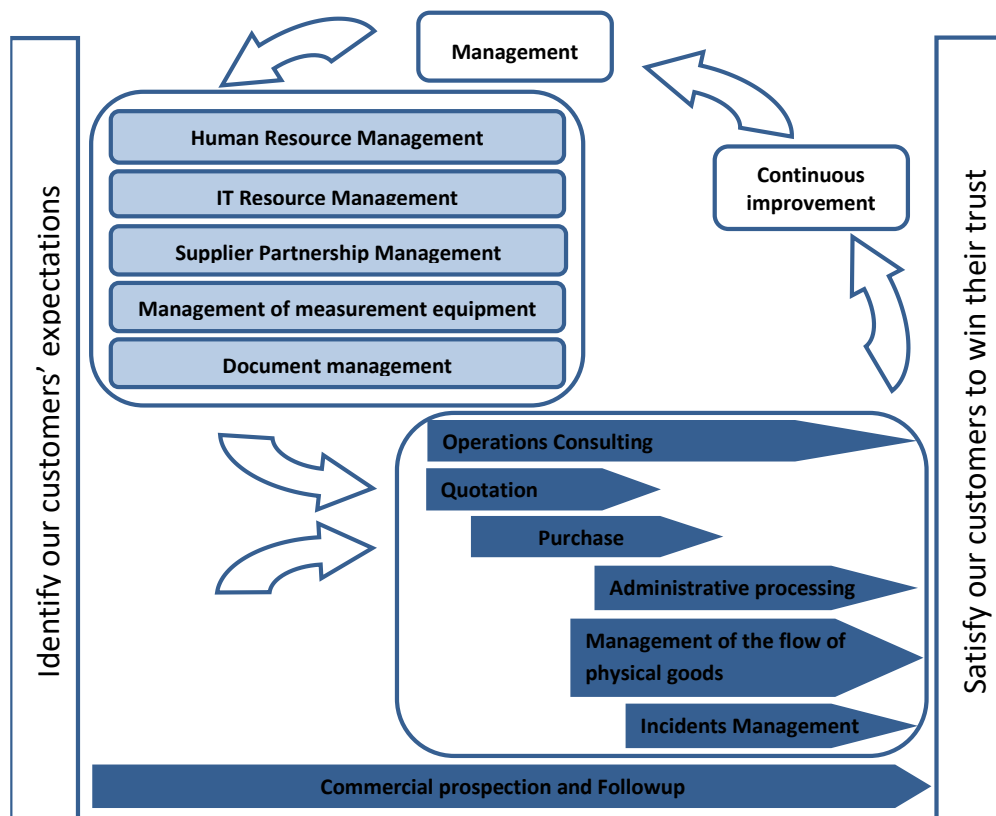 Identify our customers’ expectations
Management
Human Resource Management
IT Resource Management
Supplier Partnership Management
Management of measurement equipment
Document management
Continuous
improvement
Operations Consulting
Quotation
Purchase
Administrative processing
Management of the flow of
physical goods
Incidents Management
Commercial prospection and Followup
Satisfy our customers to win their trust